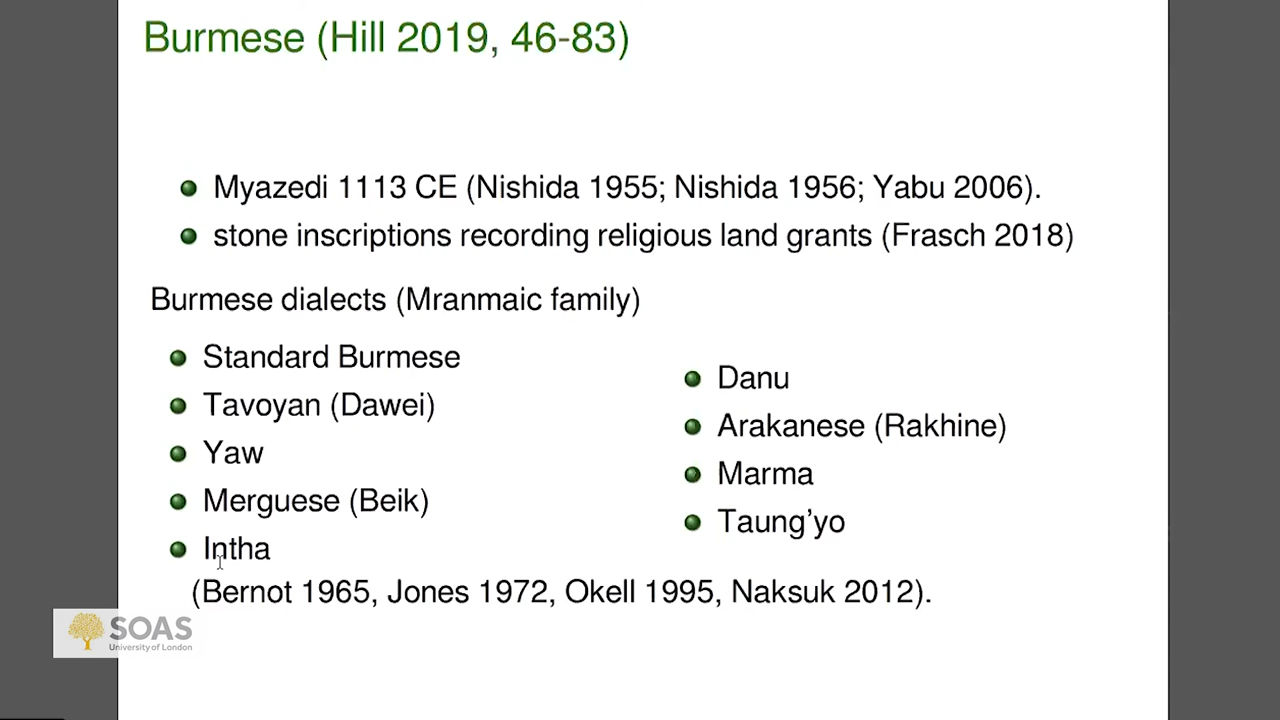 Burmese (Hill 2019, 46-83)
Myazedi 1113 CE (Nishida 1955; Nishida 1956; Yabu 2006).
stone inscriptions recording religious land grants (Frasch 2018)
Burmese dialects (Mranmaic family)
Standard Burmese
Tavoyan (Dawei)
Yaw
Merguese (Beik)
Intha
Danu
Arakanese (Rakhine)
Marma
Taung'yo
(Bernot 1965, Jones 1972, Okell 1995, Naksuk 2012).
SOAS
University of London